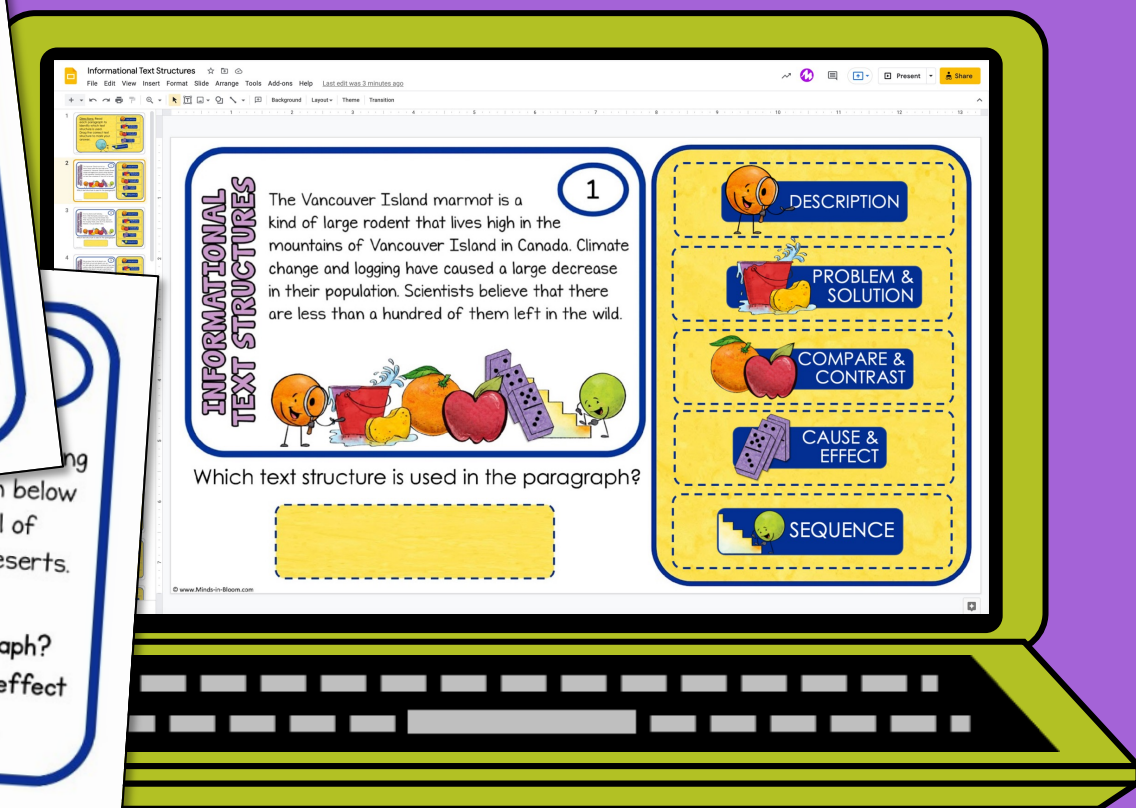 Informational Text Structures
File Edit View Insert Format Slide Arrange Tools Add-ons Help Last edit was 3 minutes ago
Present
Share
Background Layout Theme Transition
INFORMATIONAL
TEXT STRUCTURES
1
The Vancouver Island marmot is a
kind of large rodent that lives high in the
mountains of Vancouver Island in Canada. Climate
change and logging have caused a large decrease
in their population. Scientists believe that there
are less than a hundred of them left in the wild.
Which text structure is used in the paragraph?
© www.Minds-in-Bloom.com
DESCRIPTION
PROBLEM &
SOLUTION
COMPARE &
CONTRAST
CAUSE &
EFFECT
SEQUENCE
ng
below
of
eserts.
aph?
effect